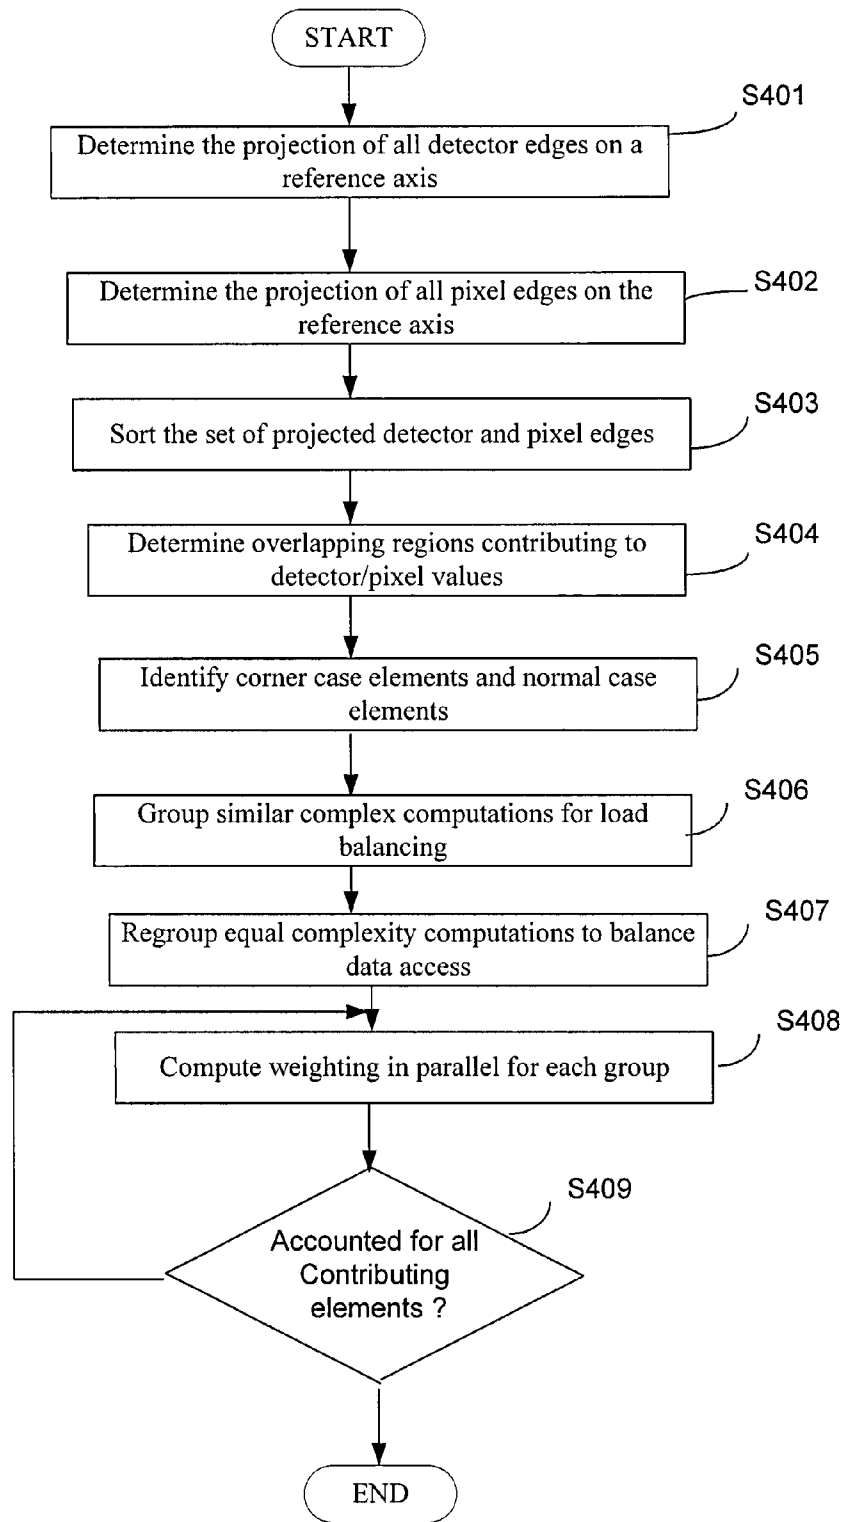 START
S401
Determine the projection of all detector edges on a
reference axis
S402
Determine the projection of all pixel edges on the
reference axis
S403
Sort the set of projected detector and pixel edges
S404
Determine overlapping regions contributing to
detector/pixel values
S405
Identify corner case elements and normal case
elements
S406
Group similar complex computations for load
balancing
S407
Regroup equal complexity computations to balance
data access
S408
Compute weighting in parallel for each group
S409
Accounted for all
Contributing
elements ?
END